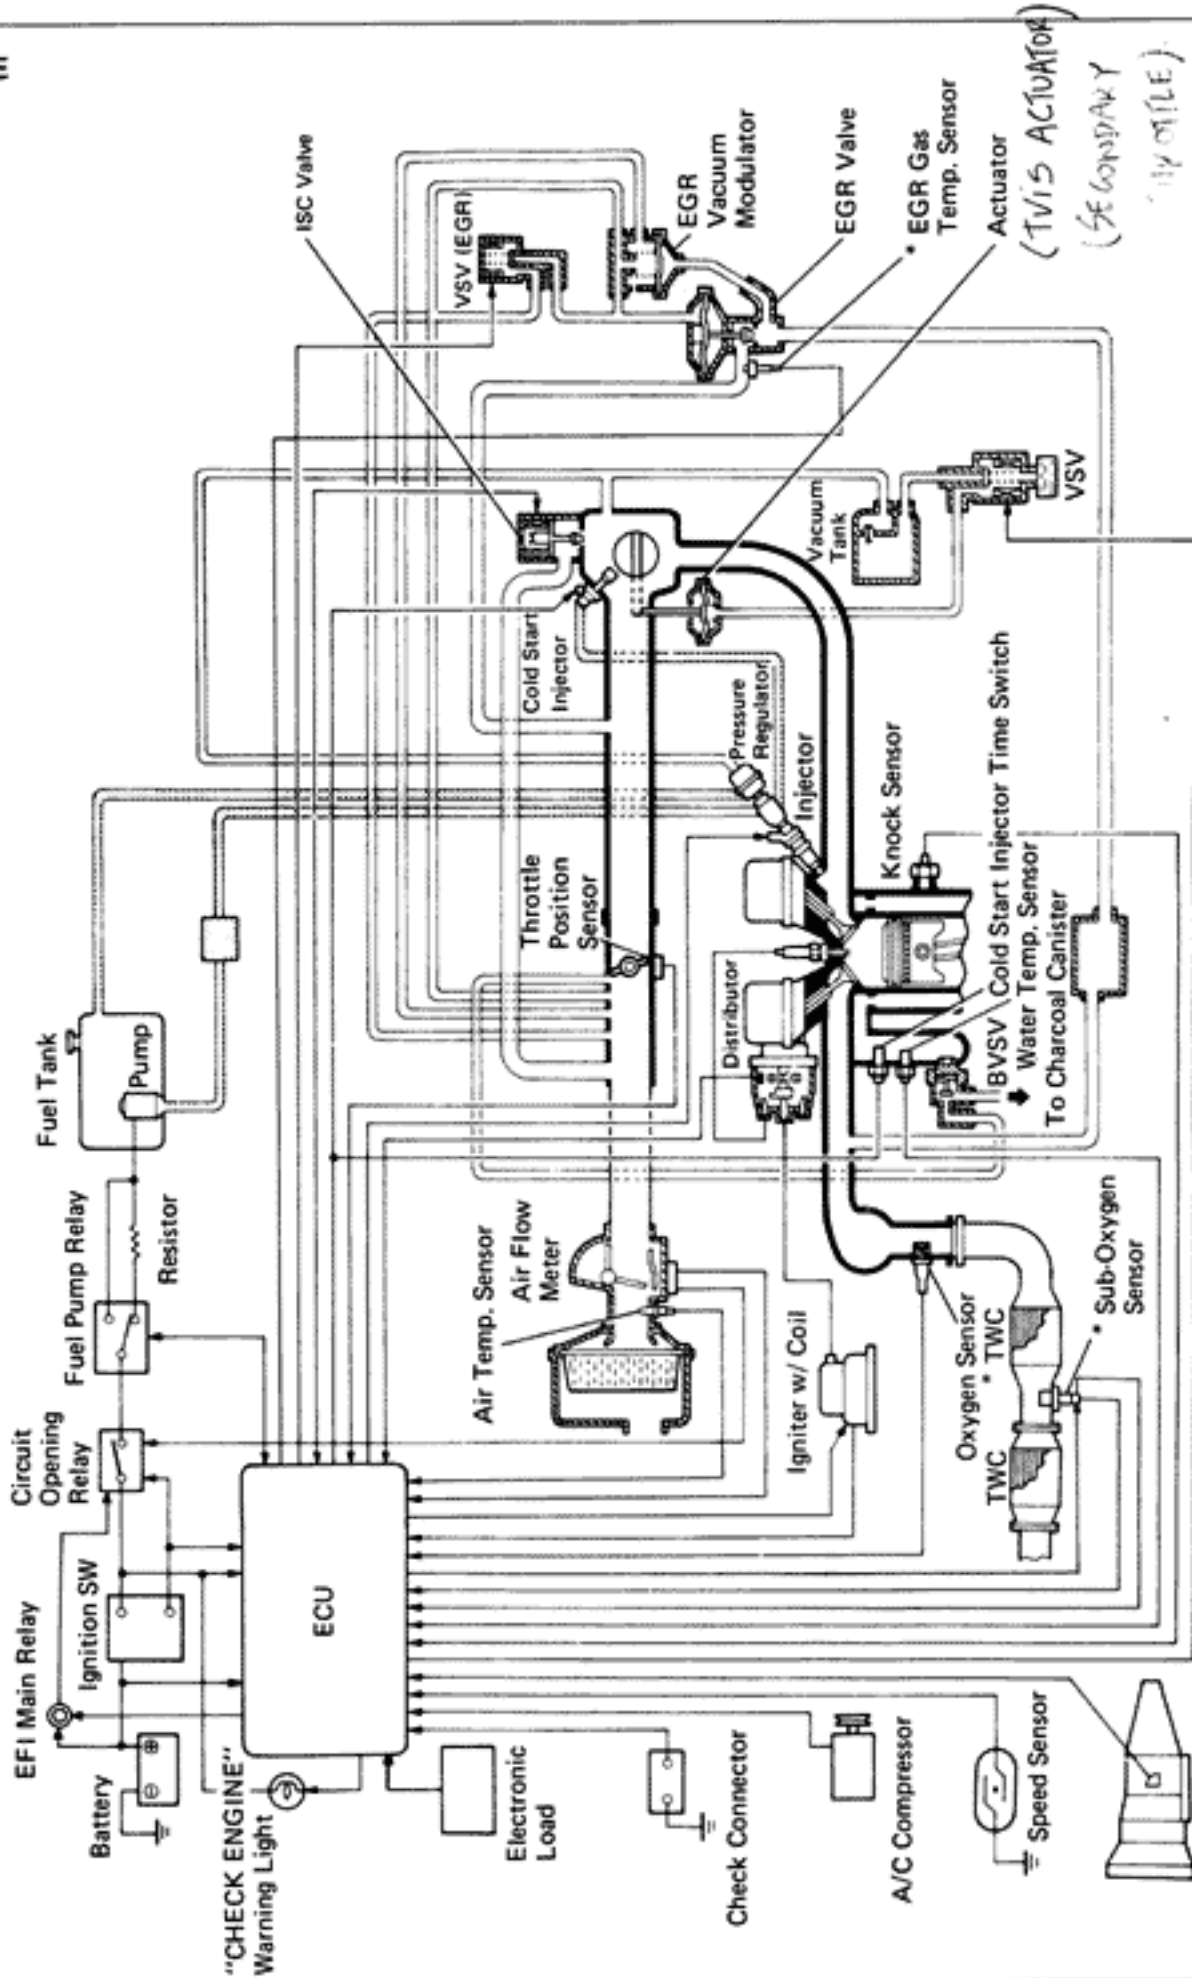 EFI Main Relay
Ignition SW
Circuit
Opening
Relay
Fuel Pump Relay
Resistor
Fuel Tank
Pump
Battery
"CHECK ENGINE"
Warning Light
ECU
Electronic
Load
Check Connector
A/C Compressor
Speed Sensor
Air Temp. Sensor
Air Flow
Meter
Igniter w/ Coil
Oxygen Sensor
TWC
* TWC
* Sub-Oxygen
Sensor
Distributor
Throttle
Position
Sensor
Cold Start
Injector
Pressure
Regulator
Injector
Knock Sensor
Cold Start Injector Time Switch
BVSV
Water Temp. Sensor
To Charcoal Canister
ISC Valve
VSV (EGR)
EGR
Vacuum
Modulator
EGR Valve
* EGR Gas
Temp. Sensor
Actuator
(TVIS ACTUATOR)
(SECONDARY
Vacuum
Tank
VSV